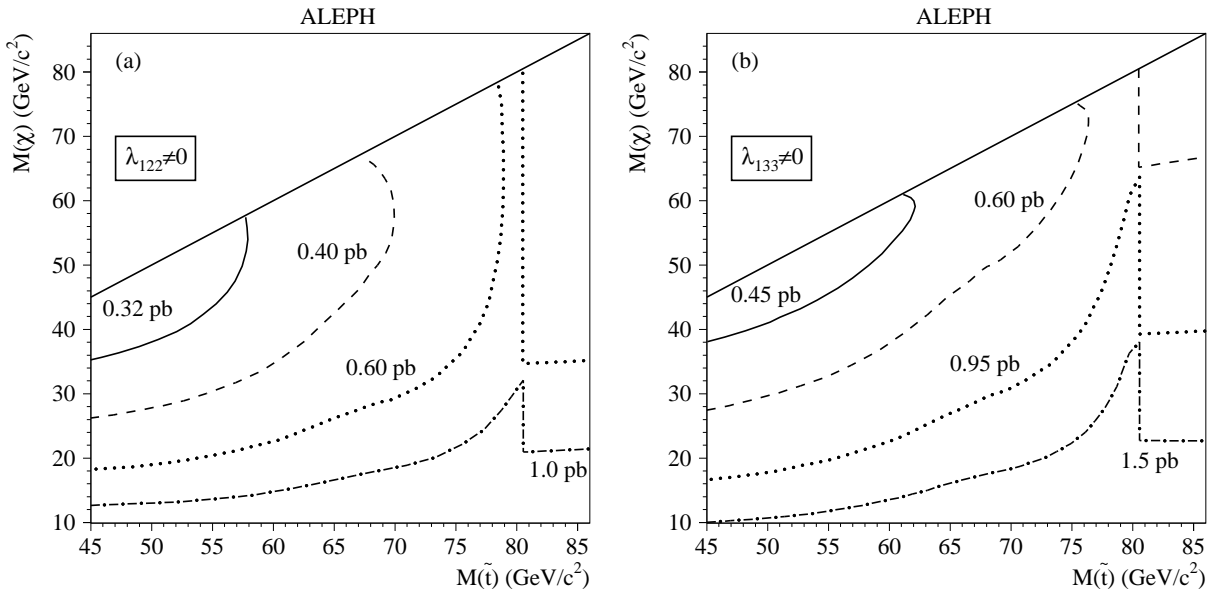 ALEPH
(a)
M(χ) (GeV/c²)
80
70
60
50
40
30
20
10
λ₁₂₂≠0
0.32 pb
0.40 pb
0.60 pb
1.0 pb
45 50 55 60 65 70 75 80 85
M(t̃) (GeV/c²)
ALEPH
(b)
M(χ) (GeV/c²)
80
70
60
50
40
30
20
10
λ₁₃₃≠0
0.60 pb
0.45 pb
0.95 pb
1.5 pb
45 50 55 60 65 70 75 80 85
M(t̃) (GeV/c²)